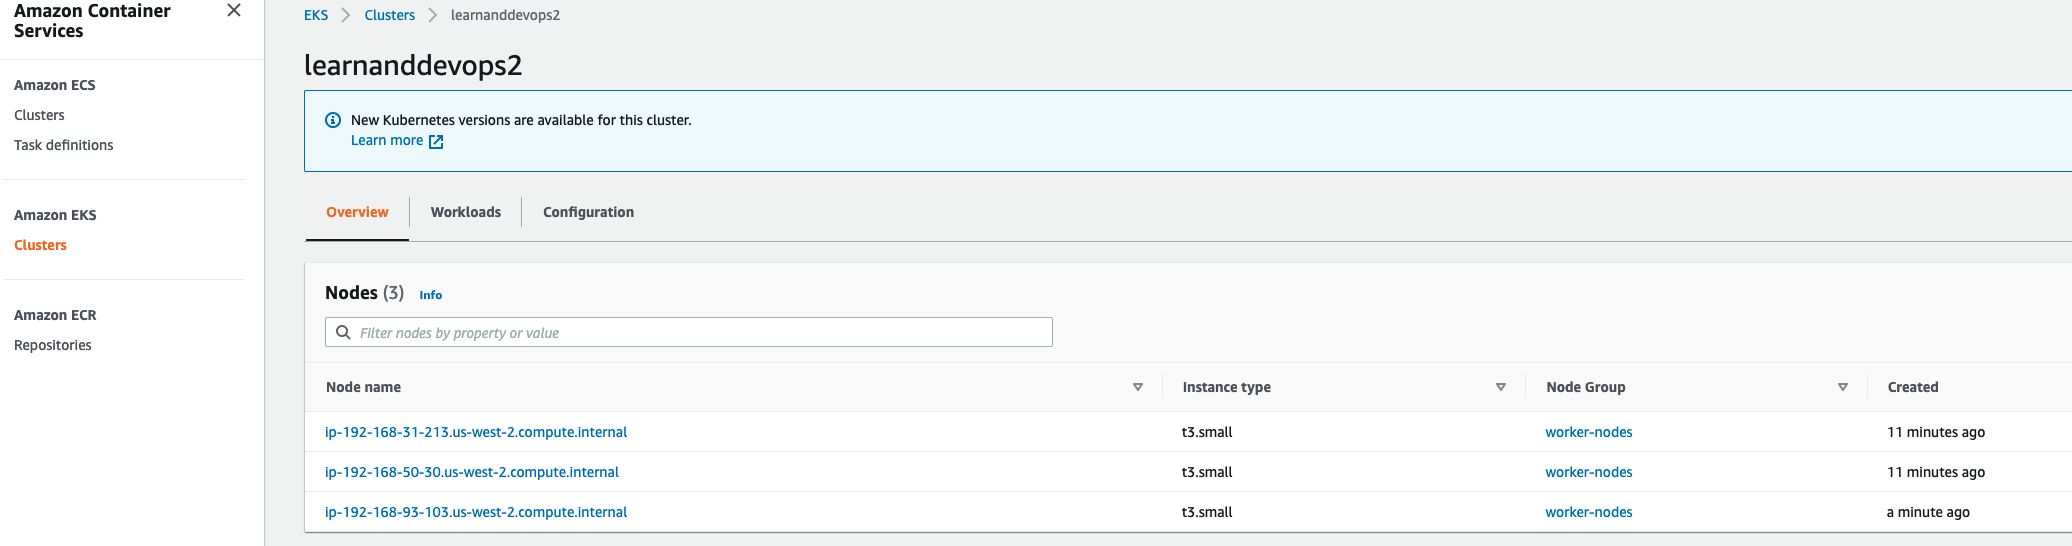 Amazon Container
Services
Amazon ECS
Clusters
Task definitions
Amazon EKS
Clusters
Amazon ECR
Repositories
EKS Clusters learnanddevops2
learnanddevops2
New Kubernetes versions are available for this cluster.
Learn more
Overview Workloads Configuration
Nodes (3) Info
Filter nodes by property or value
Node name Instance type Node Group Created
ip-192-168-31-213.us-west-2.compute.internal t3.small worker-nodes 11 minutes ago
ip-192-168-50-30.us-west-2.compute.internal t3.small worker-nodes 11 minutes ago
ip-192-168-93-103.us-west-2.compute.internal t3.small worker-nodes a minute ago